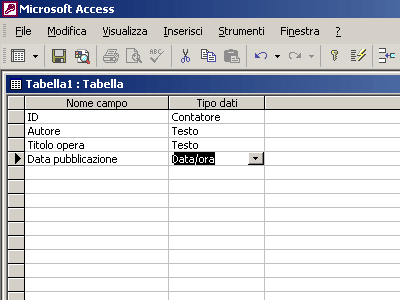 Microsoft Access
File Modifica Visualizza Inserisci Strumenti Finestra ?
Tabella1 : Tabella
Nome campo Tipo dati
ID Contatore
Autore Testo
Titolo opera Testo
Data pubblicazione Data/ora